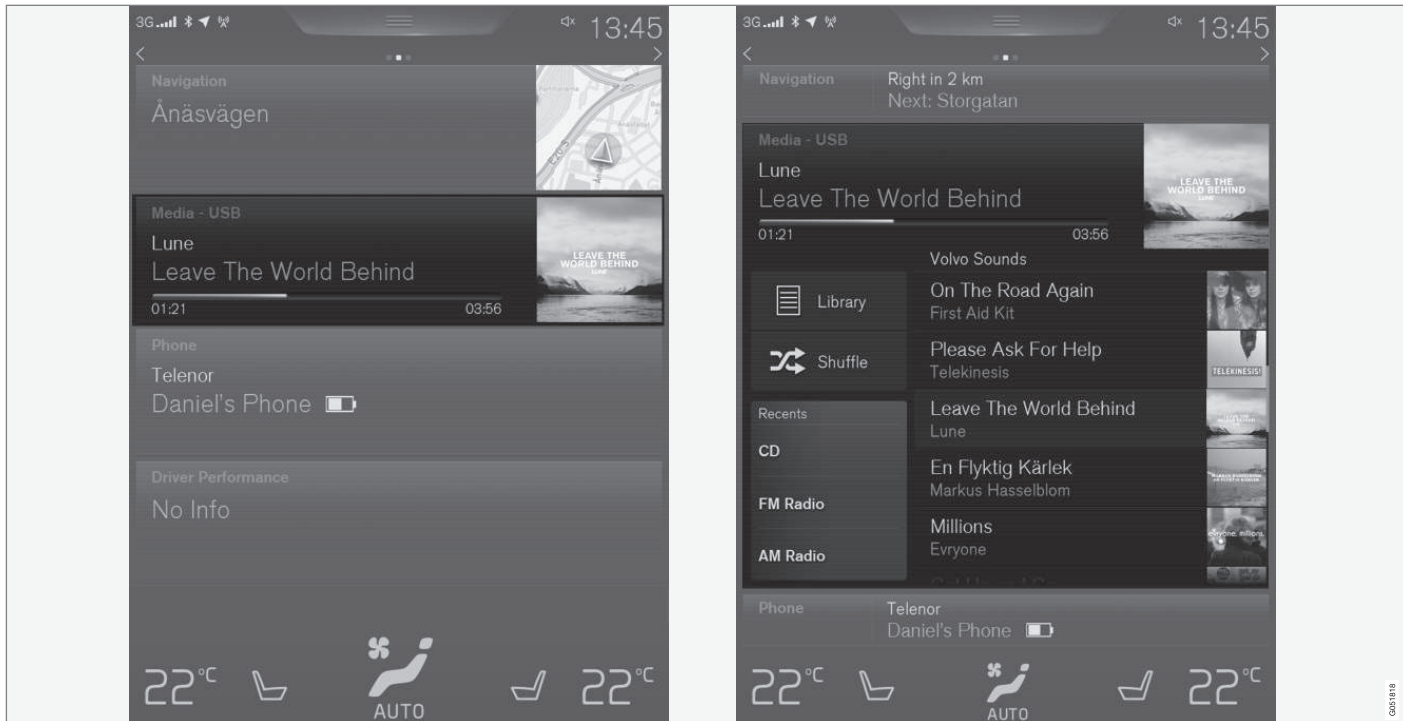 3G
13:45
Navigation
Ånäsvägen
Media - USB
Lune
Leave The World Behind
01:21
03:56
LEAVE THE
WORLD BEHIND
LUNE
Phone
Telenor
Daniel's Phone
Driver Performance
No Info
22°C
AUTO
22°C
3G
13:45
Navigation
Right in 2 km
Next: Storgatan
Media - USB
Lune
Leave The World Behind
01:21
03:56
LEAVE THE
WORLD BEHIND
LUNE
Volvo Sounds
Library
Shuffle
Recents
CD
FM Radio
AM Radio
On The Road Again
First Aid Kit
Please Ask For Help
Telekinesis
TELEKINESIS!
Leave The World Behind
Lune
En Flyktig Kärlek
Markus Hasselblom
Millions
Evryone
evryone. millions.
Phone
Telenor
Daniel's Phone
22°C
AUTO
22°C
G051818